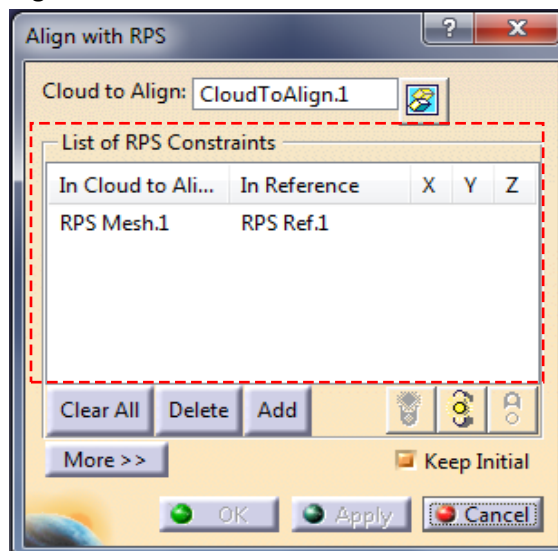 Align with RPS ? X
Cloud to Align: CloudToAlign.1
List of RPS Constraints
In Cloud to Ali... In Reference X Y Z
RPS Mesh.1 RPS Ref.1
Clear All Delete Add
More >> Keep Initial
OK Apply Cancel